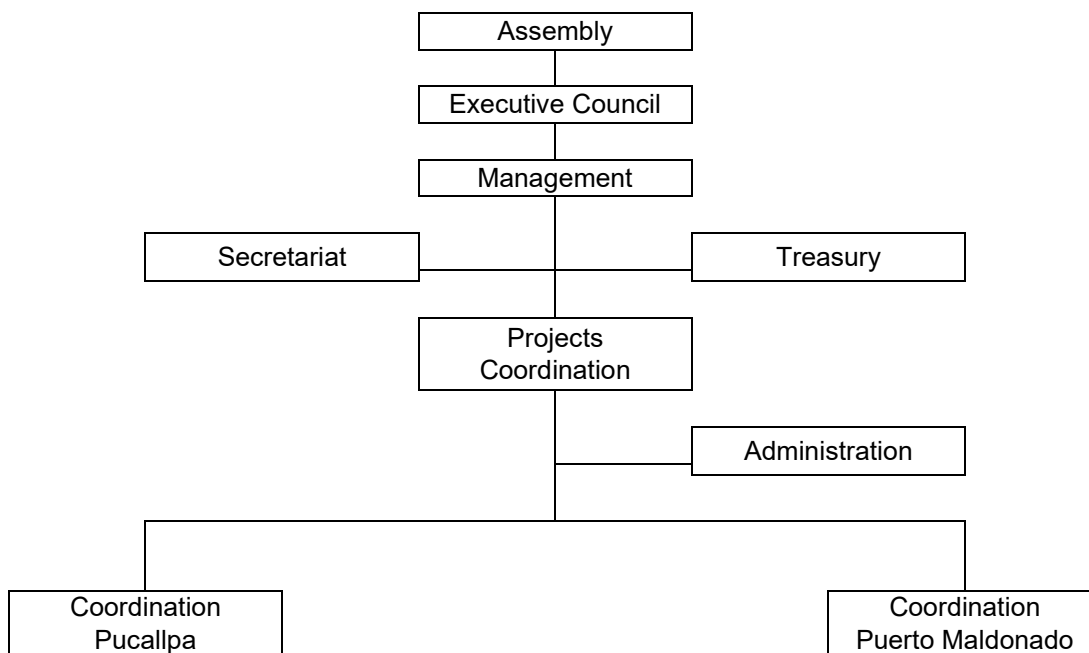 Assembly
Executive Council
Management
Secretariat
Treasury
Projects
Coordination
Administration
Coordination
Pucallpa
Coordination
Puerto Maldonado